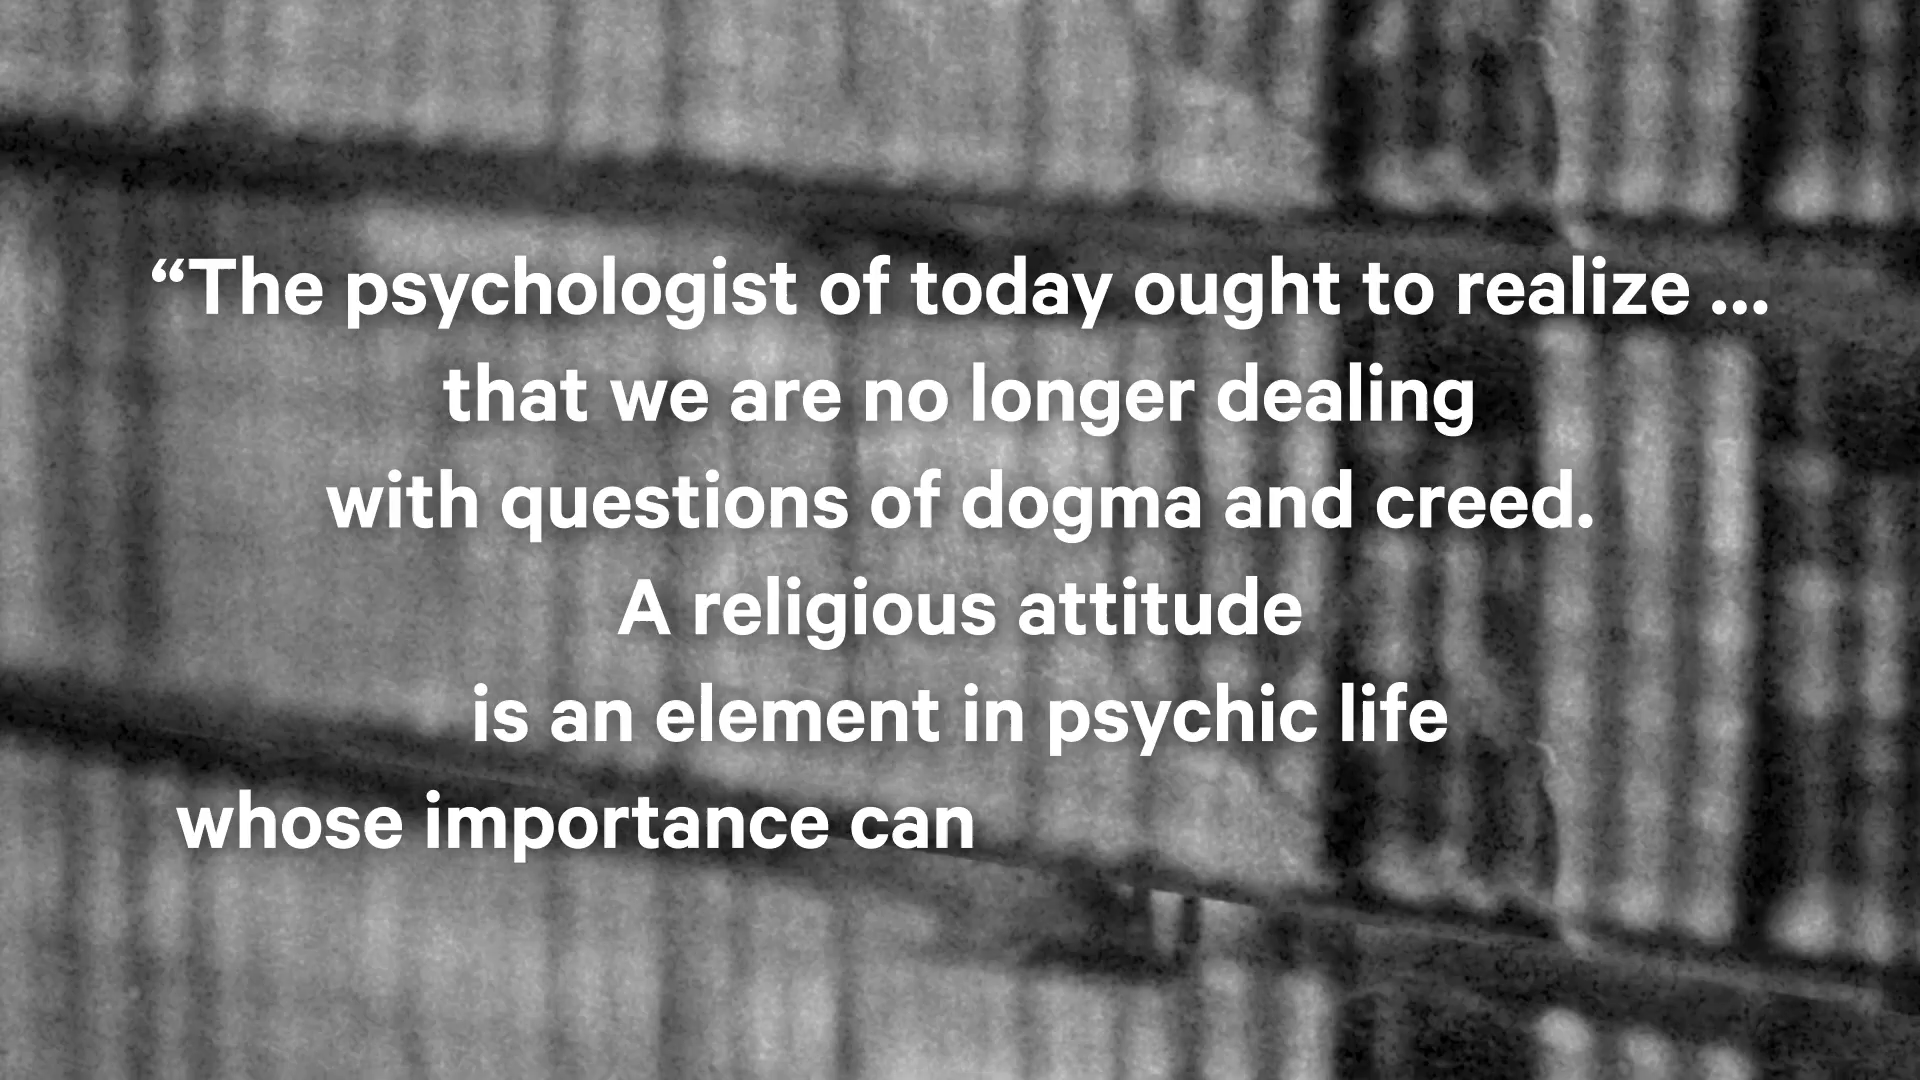 “The psychologist of today ought to realize ...
that we are no longer dealing
with questions of dogma and creed.
A religious attitude
is an element in psychic life
whose importance can